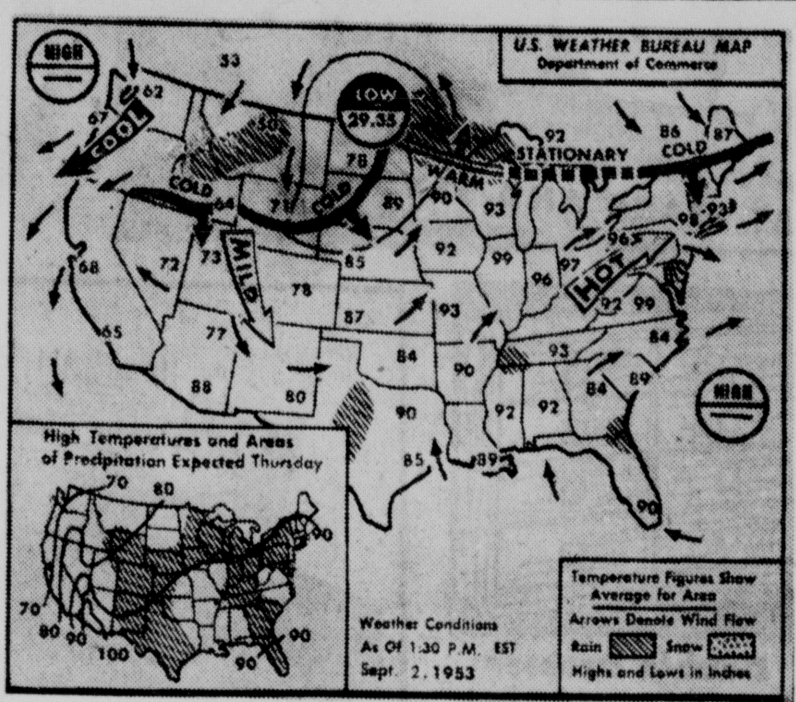 U.S. WEATHER BUREAU MAP
Department of Commerce
HIGH
53
LOW
29.35
62
67
COOL
50
78
92
86
COLD
87
STATIONARY
WARM
COLD
64
71
COLD
89
90
93
98
93
MILD
85
92
99
97
96
HOT
96
68
72
73
78
92
99
65
77
87
93
84
88
80
84
90
93
84
89
HIGH
90
92
92
85
89
90
High Temperatures and Areas
of Precipitation Expected Thursday
70
80
90
70
80
90
100
90
90
Weather Conditions
As Of 1:30 P.M. EST
Sept. 2, 1953
Temperature Figures Show
Average for Area
Arrows Denote Wind Flow
Rain Snow
Highs and Lows in Inches